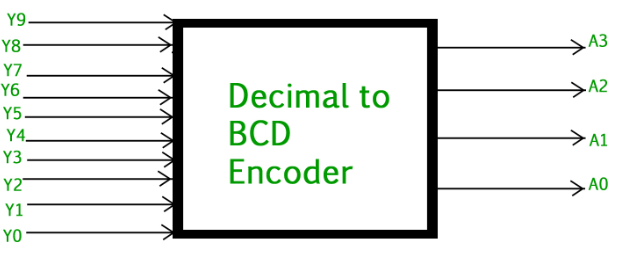 Y9
Y8
Y7
Y6
Y5
Y4
Y3
Y2
Y1
Y0
Decimal to
BCD
Encoder
A3
A2
A1
A0